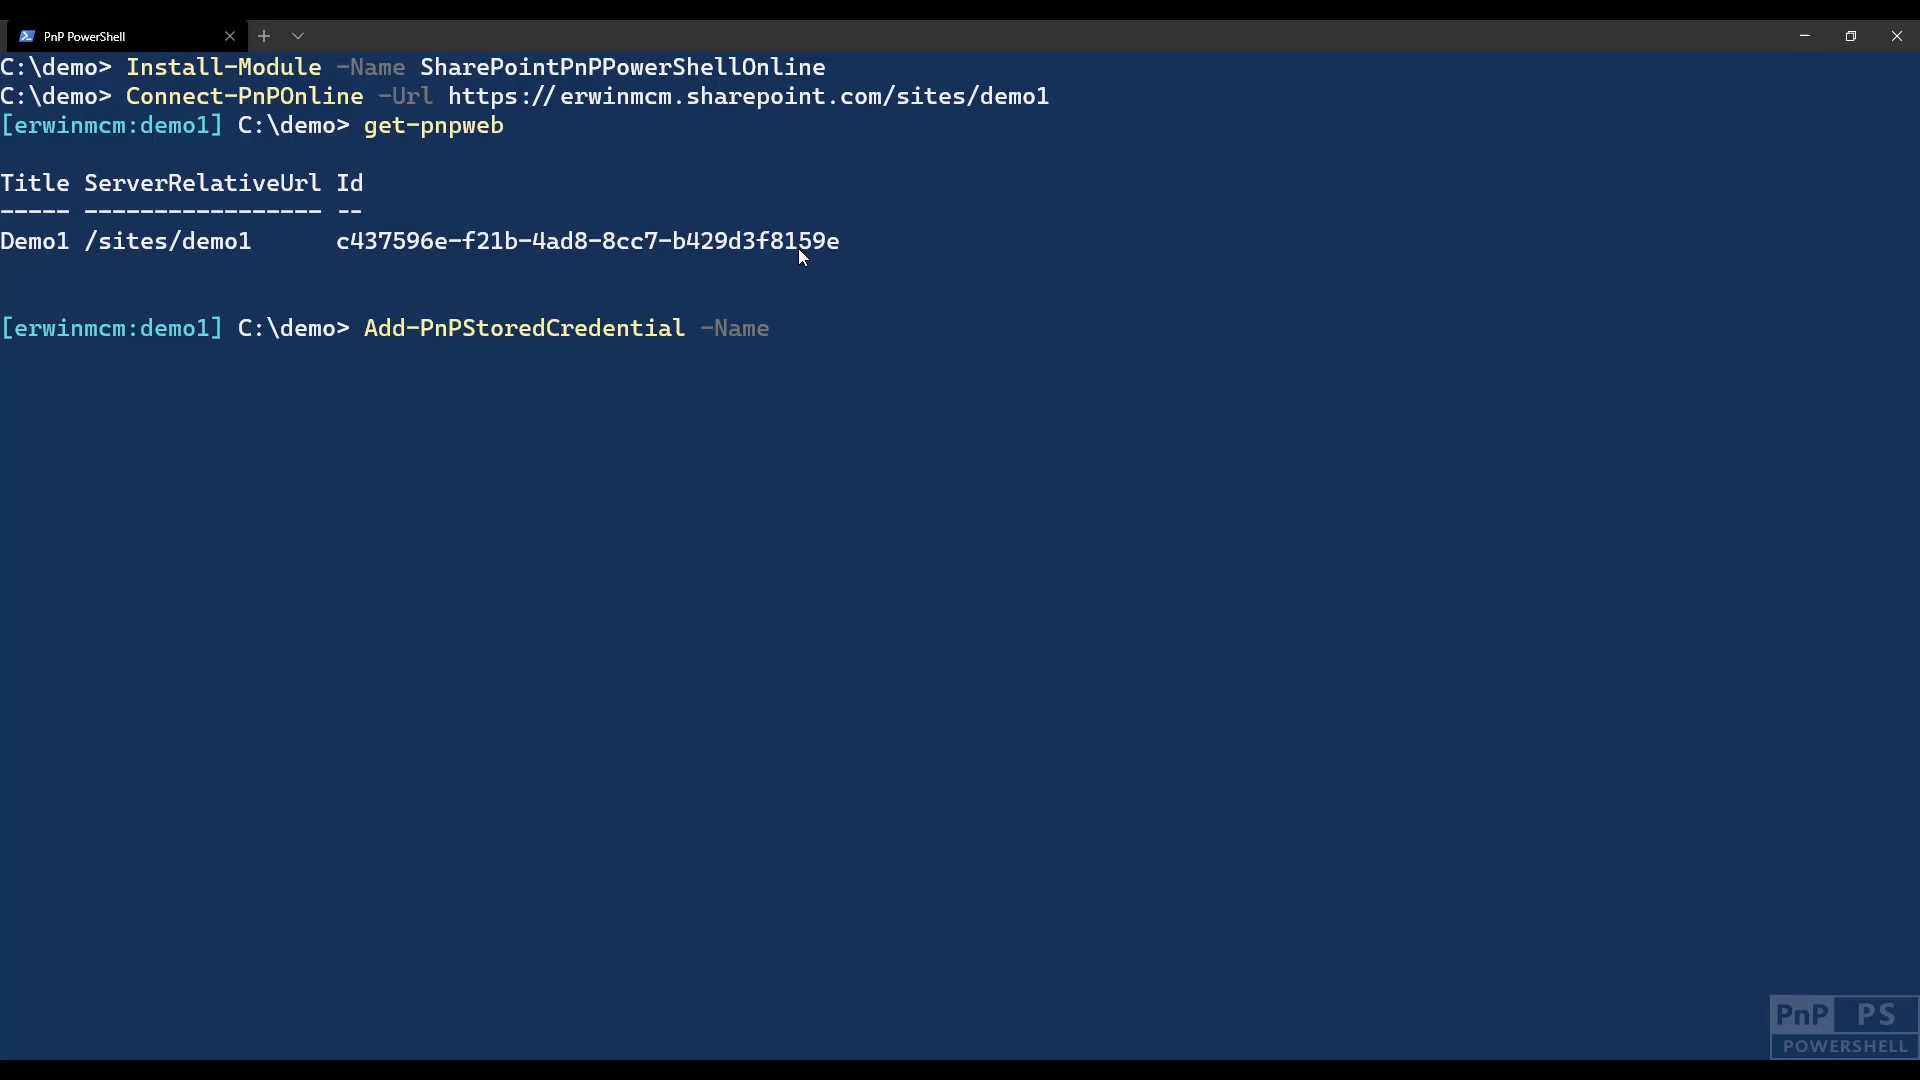 PnP PowerShell
C:\demo> Install-Module -Name SharePointPnPPowerShellOnline
C:\demo> Connect-PnPOnline -Url https://erwinmcm.sharepoint.com/sites/demo1
[erwinmcm:demo1] C:\demo> get-pnpweb
Title ServerRelativeUrl Id
----- ----------------- --
Demo1 /sites/demo1      c437596e-f21b-4ad8-8cc7-b429d3f8159e
[erwinmcm:demo1] C:\demo> Add-PnPStoredCredential -Name
PnP PS
POWERSHELL